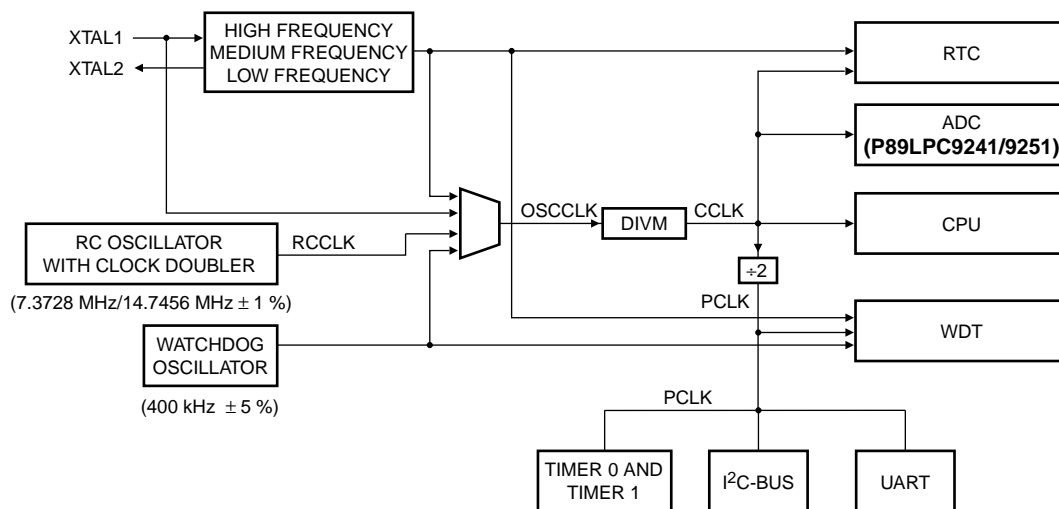 XTAL1
XTAL2
HIGH FREQUENCY
MEDIUM FREQUENCY
LOW FREQUENCY
RTC
ADC
(P89LPC9241/9251)
OSCCLK
DIVM
CCLK
CPU
RC OSCILLATOR
WITH CLOCK DOUBLER
RCCLK
(7.3728 MHz/14.7456 MHz ± 1 %)
÷2
PCLK
WDT
WATCHDOG
OSCILLATOR
(400 kHz ± 5 %)
PCLK
TIMER 0 AND
TIMER 1
I²C-BUS
UART